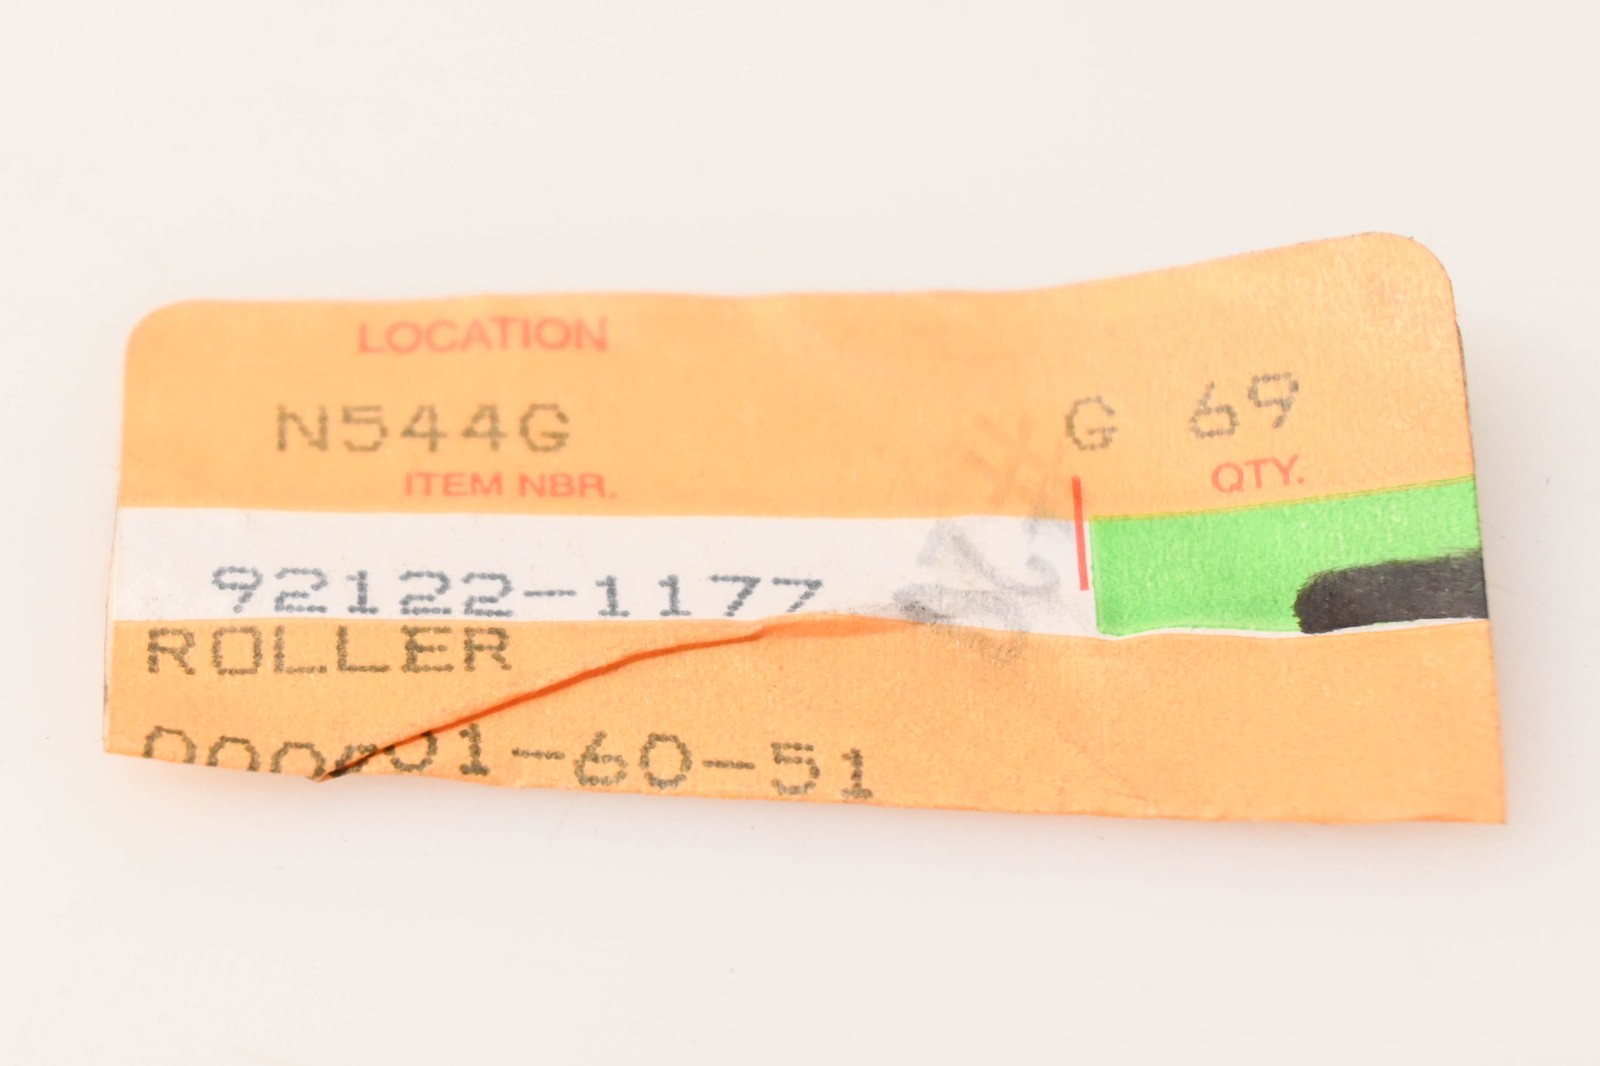 LOCATION
N544G G 69
ITEM NBR. QTY.
92122-1177
ROLLER
-60-51